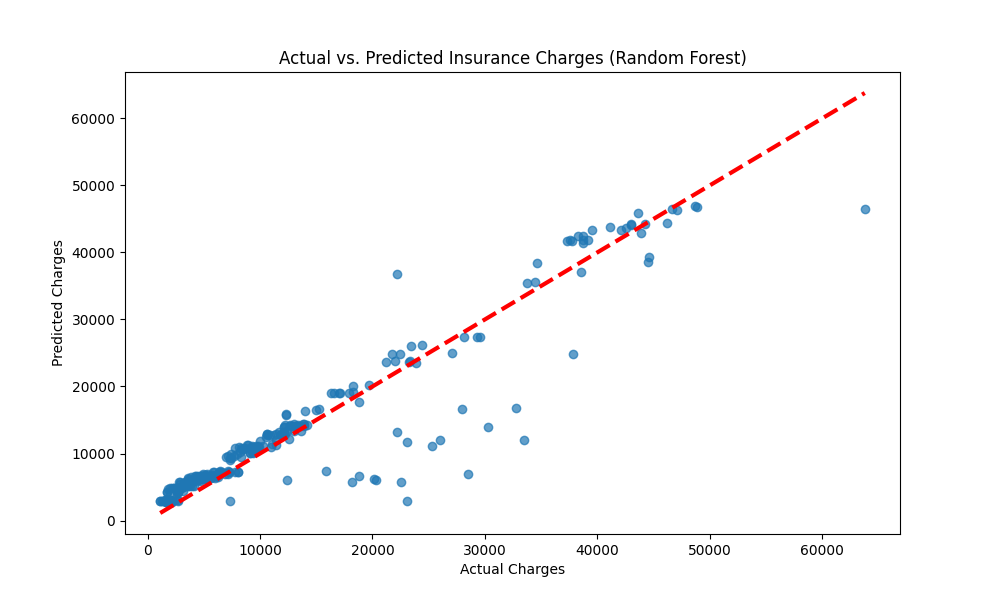 Actual vs. Predicted Insurance Charges (Random Forest)
Predicted Charges
60000
50000
40000
30000
20000
10000
0
0 10000 20000 30000 40000 50000 60000
Actual Charges